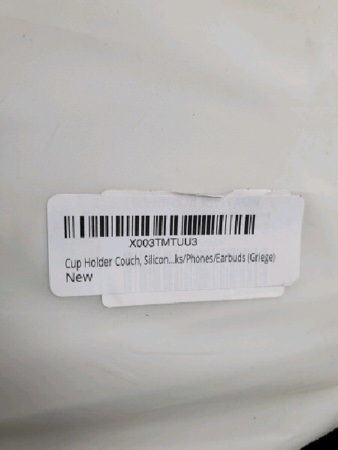 X003TMTUU3
Cup Holder Couch, Silicon...ks/Phones/Earbuds (Griege)
New